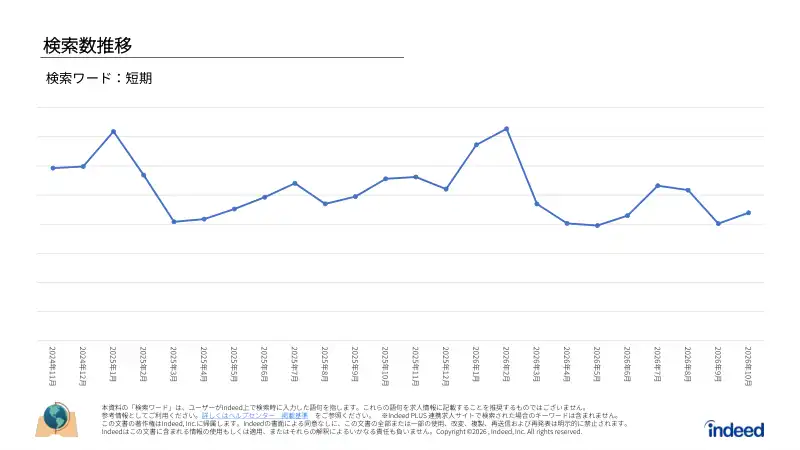 検索数推移
検索ワード：短期
2024年11月
2024年12月
2025年1月
2025年2月
2025年3月
2025年4月
2025年5月
2025年6月
2025年7月
2025年8月
2025年9月
2025年10月
2025年11月
2025年12月
2026年1月
2026年2月
2026年3月
2026年4月
2026年5月
2026年6月
2026年7月
2026年8月
2026年9月
2026年10月
本資料の「検索ワード」は、ユーザーがIndeed上で検索時に入力した語句を指します。これらの語句を求人情報に記載することを推奨するものではございません。
参考情報としてご利用ください。詳しくはヘルプセンター　掲載基準　をご参照ください。　※Indeed PLUS 連携求人サイトで検索された場合のキーワードは含まれません。
この文書の著作権はIndeed, Inc.に帰属します。Indeedの書面による同意なしに、この文書の全部または一部の使用、改変、複製、再送信および再発表は明示的に禁止されます。
Indeedはこの文書に含まれる情報の使用もしくは適用、またはそれらの解釈によるいかなる責任も負いません。Copyright ©2026 , Indeed, Inc. All rights reserved.
indeed